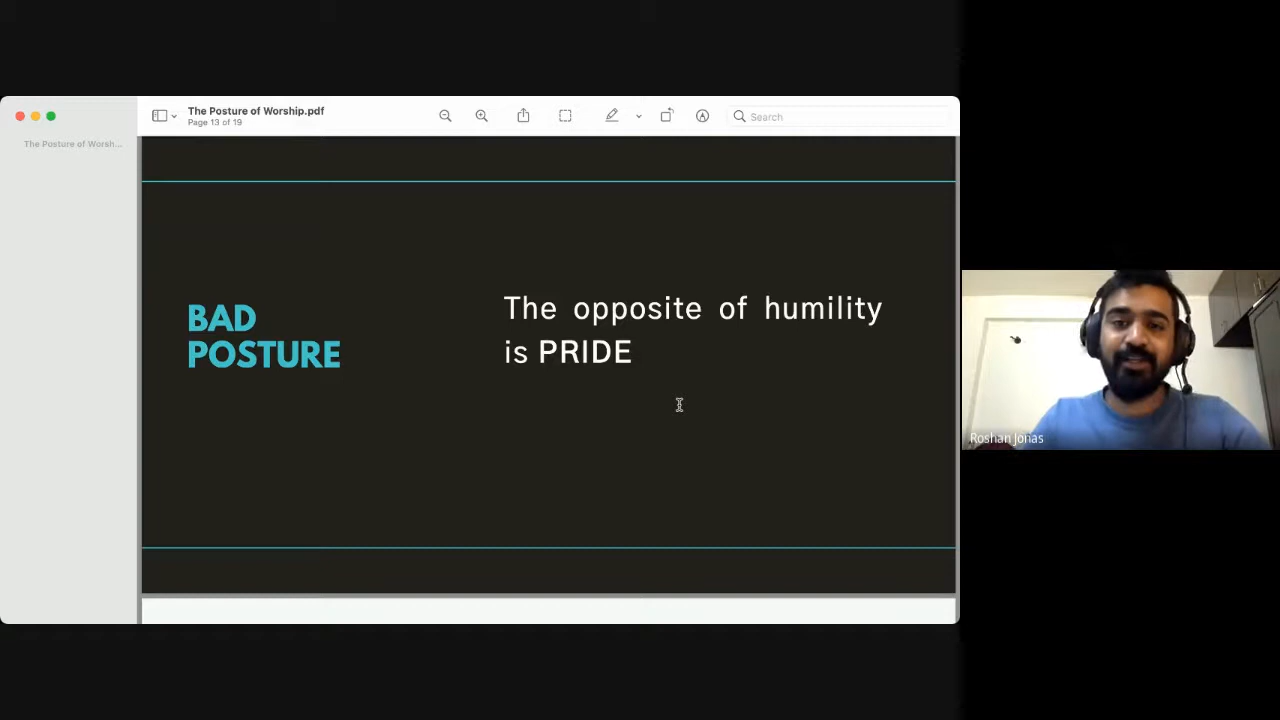 The Posture of Worship.pdf
Page 13 of 19
Search
The Posture of Worsh...
BAD
POSTURE
The opposite of humility
is PRIDE
Roshan Jonas